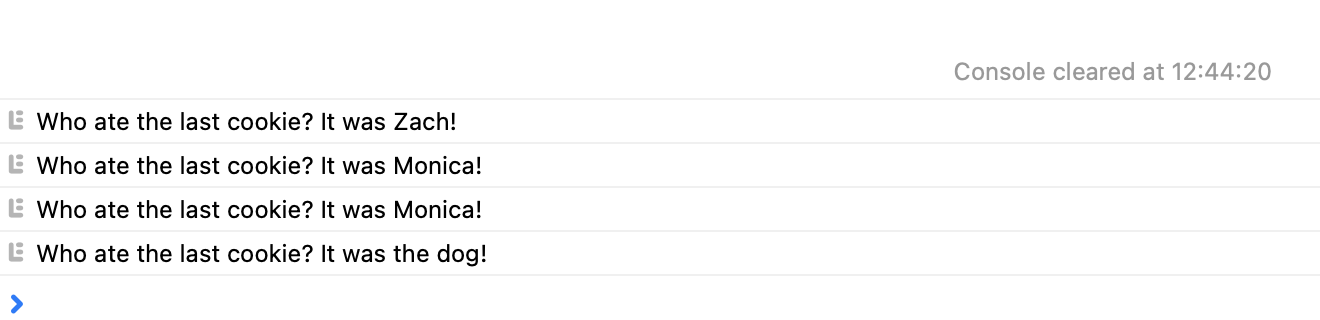 Console cleared at 12:44:20
Who ate the last cookie? It was Zach!
Who ate the last cookie? It was Monica!
Who ate the last cookie? It was Monica!
Who ate the last cookie? It was the dog!